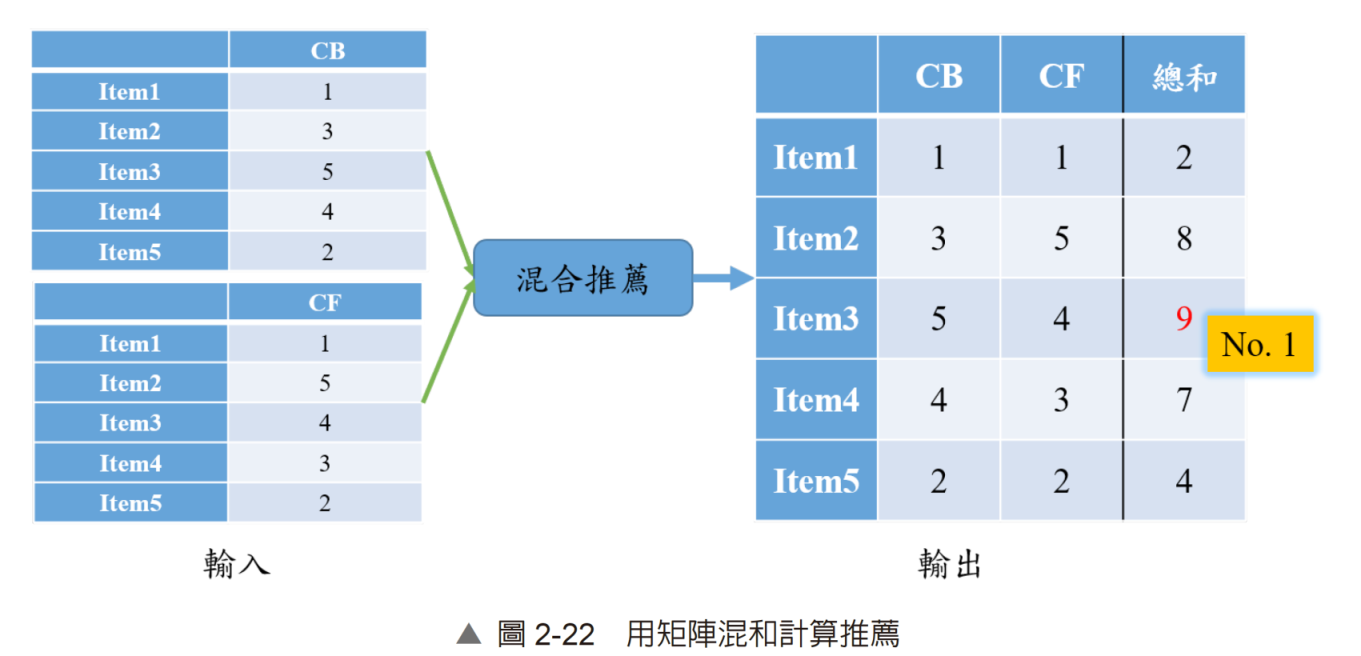 CB
Item1 1
Item2 3
Item3 5
Item4 4
Item5 2
CF
Item1 1
Item2 5
Item3 4
Item4 3
Item5 2
輸入
混合推薦
CB CF 總和
Item1 1 1 2
Item2 3 5 8
Item3 5 4 9
No. 1
Item4 4 3 7
Item5 2 2 4
輸出
▲ 圖 2-22 用矩陣混和計算推薦